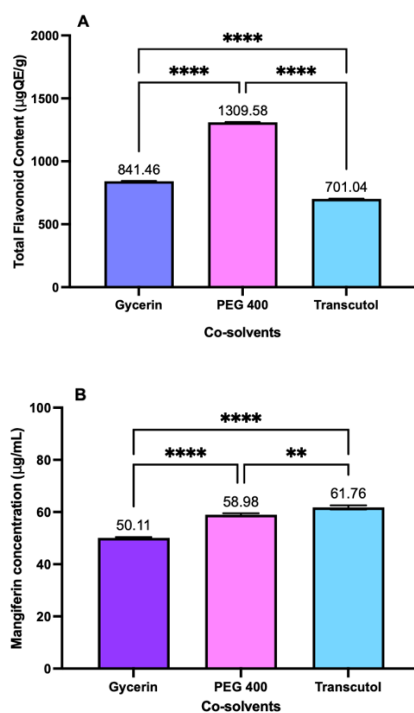 A
Total Flavonoid Content (µgQE/g)
2000
1500
1000
500
0
****
**** ****
841.46
1309.58
701.04
Gycerin PEG 400 Transcutol
Co-solvents
B
Mangiferin concentration (µg/mL)
100
80
60
40
20
0
****
**** **
50.11
58.98
61.76
Gycerin PEG 400 Transcutol
Co-solvents